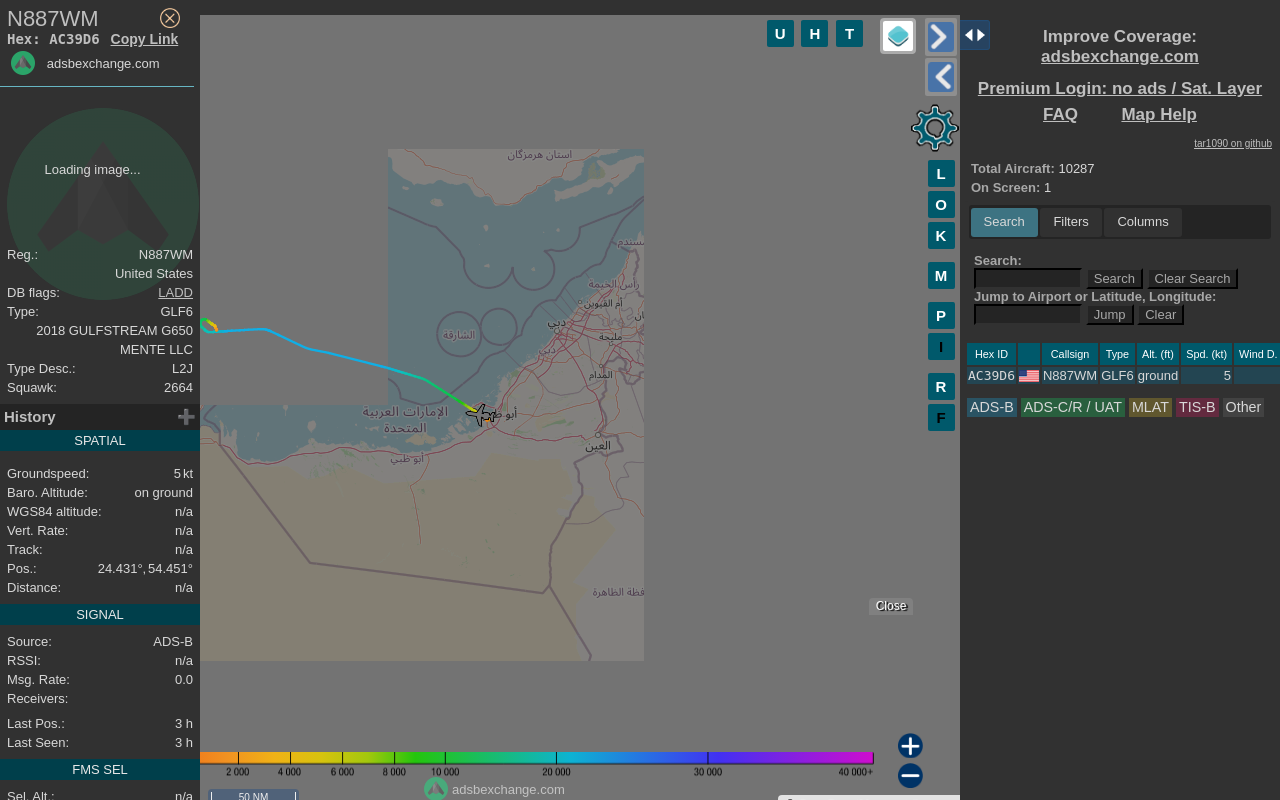 N887WM
Hex: AC39D6 Copy Link
adsbexchange.com
Loading image...
Reg.: N887WM
United States
DB flags: LADD
Type: GLF6
2018 GULFSTREAM G650
MENTE LLC
Type Desc.: L2J
Squawk: 2664
History
SPATIAL
Groundspeed: 5 kt
Baro. Altitude: on ground
WGS84 altitude: n/a
Vert. Rate: n/a
Track: n/a
Pos.: 24.431°, 54.451°
Distance: n/a
SIGNAL
Source: ADS-B
RSSI: n/a
Msg. Rate: 0.0
Receivers:
Last Pos.: 3 h
Last Seen: 3 h
FMS SEL
Sel. Alt.: n/a
U H T
L
O
K
M
P
I
R
F
استان هرمزگان
رأس الخيمة
أم القيوين
الشارقة
دبي
مليحة
دبي
المدام
الإمارات العربية
المتحدة
أبو ظبي
العين
Close
2 000 4 000 6 000 8 000 10 000 20 000 30 000 40 000+
adsbexchange.com
50 NM
Improve Coverage:
adsbexchange.com
Premium Login: no ads / Sat. Layer
FAQ Map Help
tar1090 on github
Total Aircraft: 10287
On Screen: 1
Search Filters Columns
Search:
Search Clear Search
Jump to Airport or Latitude, Longitude:
Jump Clear
Hex ID Callsign Type Alt. (ft) Spd. (kt) Wind D.
AC39D6 N887WM GLF6 ground 5
ADS-B ADS-C/R / UAT MLAT TIS-B Other